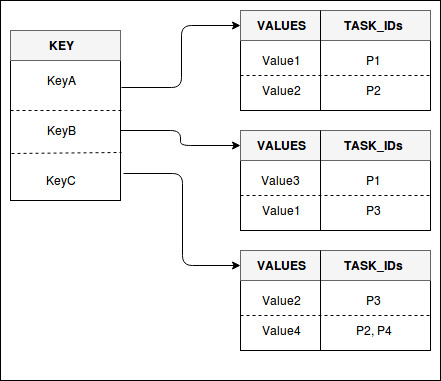 KEY
KeyA
KeyB
KeyC
VALUES TASK_IDs
Value1 P1
Value2 P2
VALUES TASK_IDs
Value3 P1
Value1 P3
VALUES TASK_IDs
Value2 P3
Value4 P2, P4